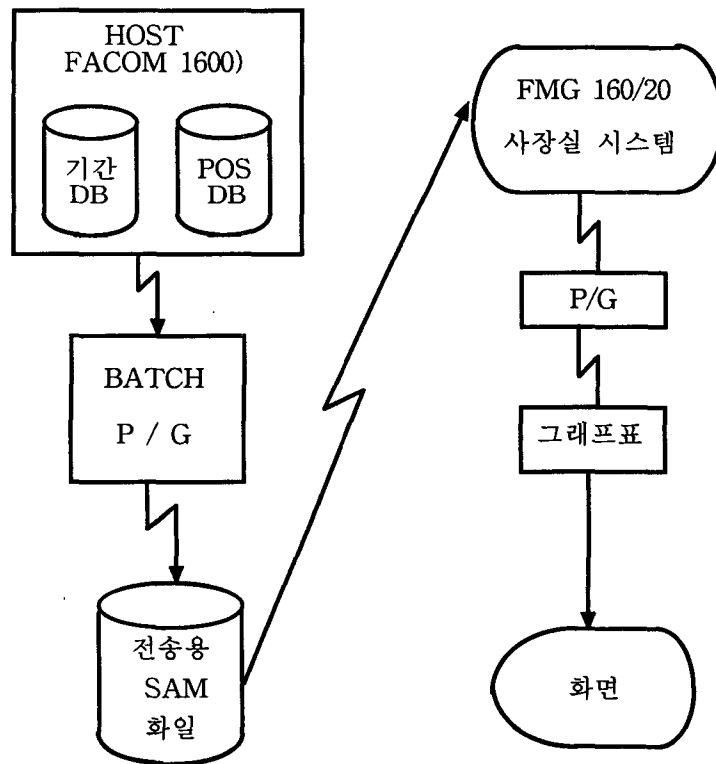 HOST
FACOM 1600)
기간
DB
POS
DB
BATCH
P / G
전송용
SAM
화일
FMG 160/20
사장실 시스템
P/G
그래프표
화면